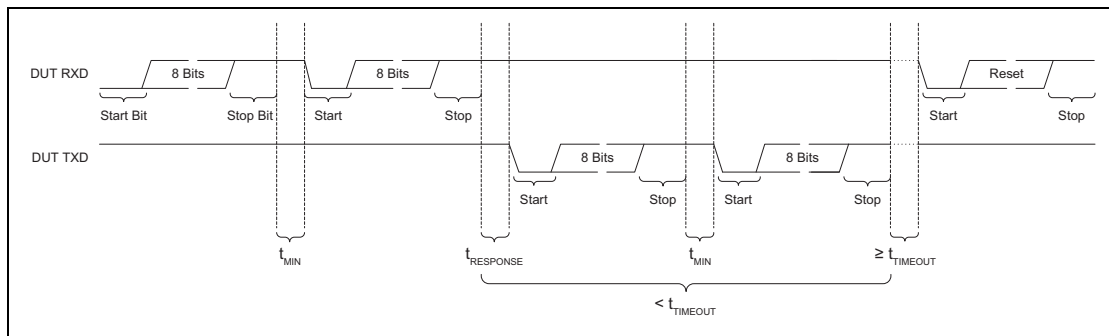 DUT RXD
8 Bits
8 Bits
Reset
Start Bit
Stop Bit
Start
Stop
Start
Stop
DUT TXD
8 Bits
8 Bits
Start
Stop
Start
Stop
tMIN
tRESPONSE
tMIN
≥ tTIMEOUT
< tTIMEOUT